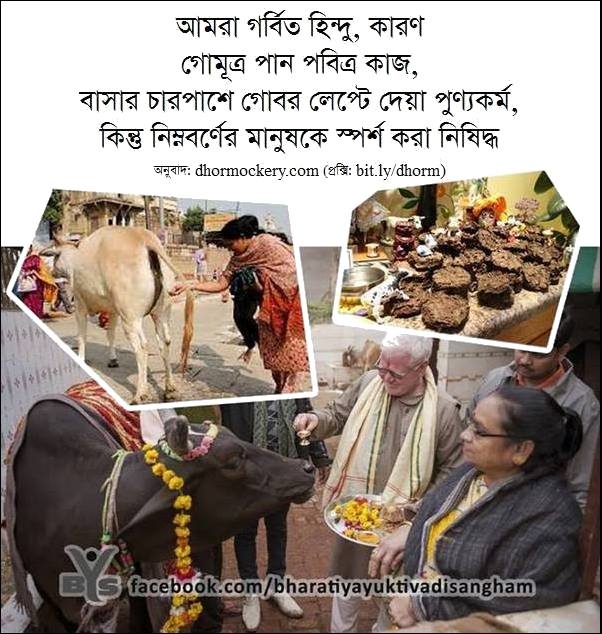 আমরা গর্বিত হিন্দু, কারণ
গোমূত্র পান পবিত্র কাজ,
বাসার চারপাশে গোবর লেপ্টে দেয়া পুণ্যকর্ম,
কিন্তু নিম্নবর্ণের মানুষকে স্পর্শ করা নিষিদ্ধ
অনুবাদ: dhormockery.com (প্রক্সি: bit.ly/dhorm)
BYS facebook.com/bharatiyayuktivadisangham